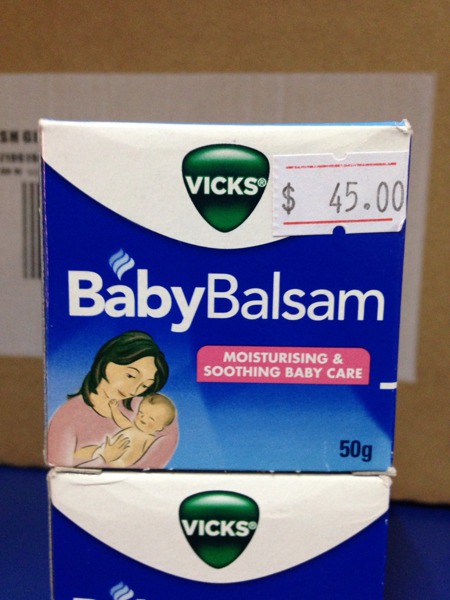 VICKS®
$ 45.00
BabyBalsam
MOISTURISING &
SOOTHING BABY CARE
50g
VICKS®